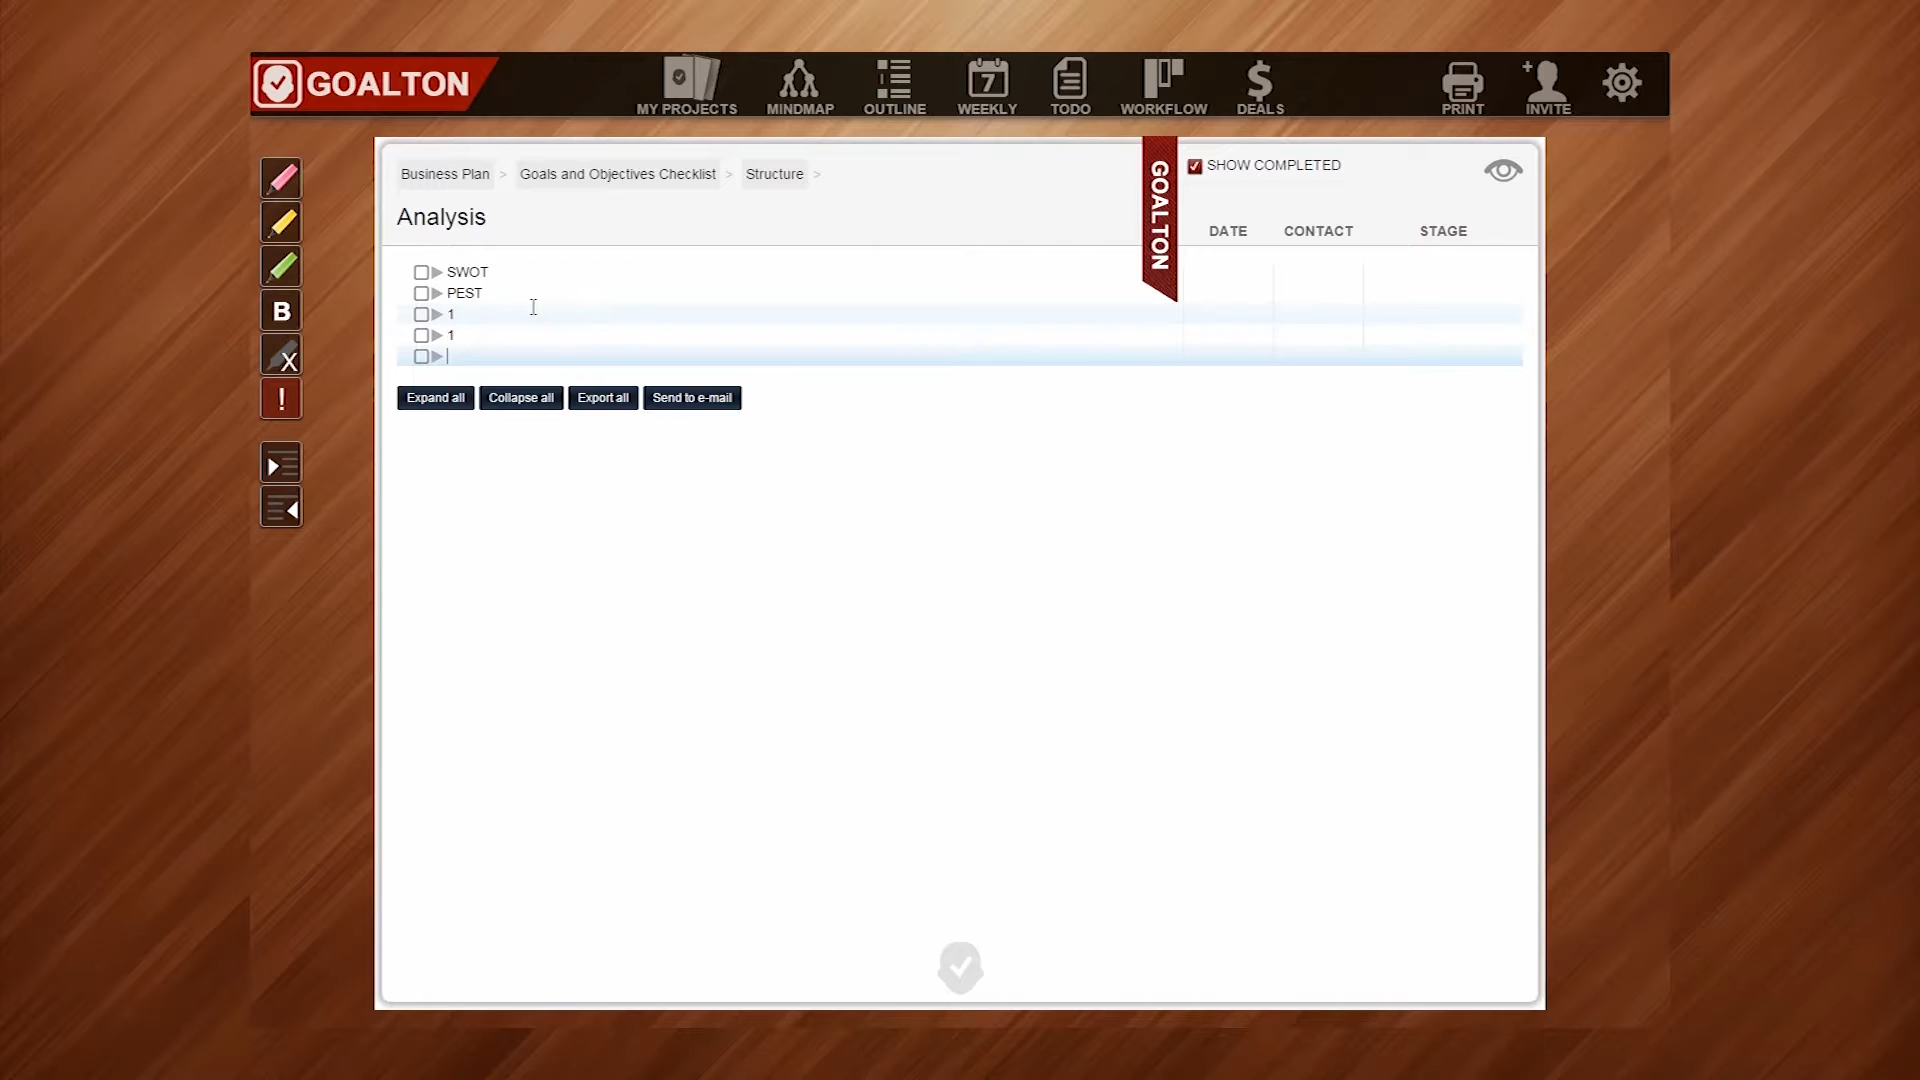 GOALTON
MY PROJECTS
MINDMAP
OUTLINE
7
WEEKLY
TODO
WORKFLOW
$
DEALS
PRINT
+
INVITE
B
X
!
Business Plan > Goals and Objectives Checklist > Structure >
Analysis
GOALTON
SHOW COMPLETED
DATE CONTACT STAGE
SWOT
PEST
1
1
Expand all Collapse all Export all Send to e-mail